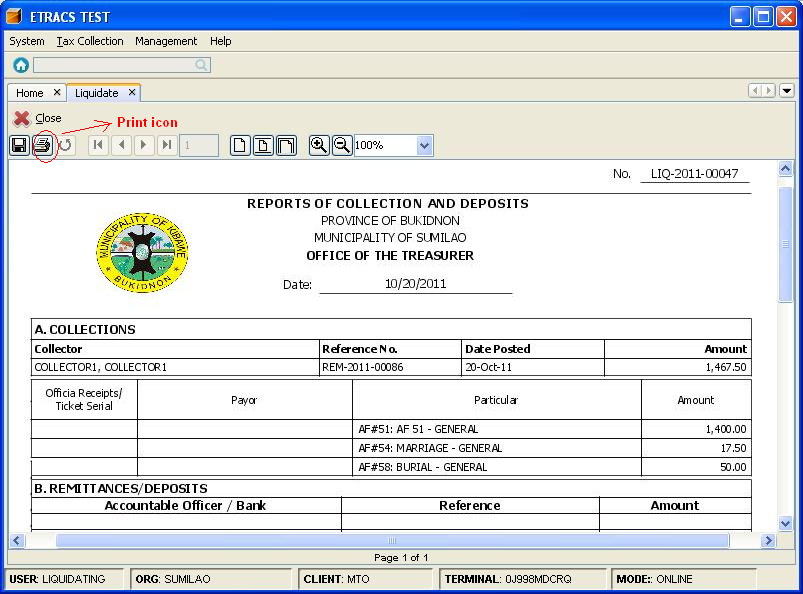 ETRACS TEST
System Tax Collection Management Help
Home Liquidate
Close
Print icon
1 100%
No. LIQ-2011-00047
REPORTS OF COLLECTION AND DEPOSITS
PROVINCE OF BUKIDNON
MUNICIPALITY OF SUMILAO
OFFICE OF THE TREASURER
MUNICIPALITY OF KIBAWE
BUKIDNON
Date: 10/20/2011
A. COLLECTIONS
Collector Reference No. Date Posted Amount
COLLECTOR1, COLLECTOR1 REM-2011-00086 20-Oct-11 1,467.50
Officia Receipts/
Ticket Serial Payor Particular Amount
AF#51: AF 51 - GENERAL 1,400.00
AF#54: MARRIAGE - GENERAL 17.50
AF#58: BURIAL - GENERAL 50.00
B. REMITTANCES/DEPOSITS
Accountable Officer / Bank Reference Amount
Page 1 of 1
USER: LIQUIDATING ORG: SUMILAO CLIENT: MTO TERMINAL: 0J998MDCRQ MODE:: ONLINE